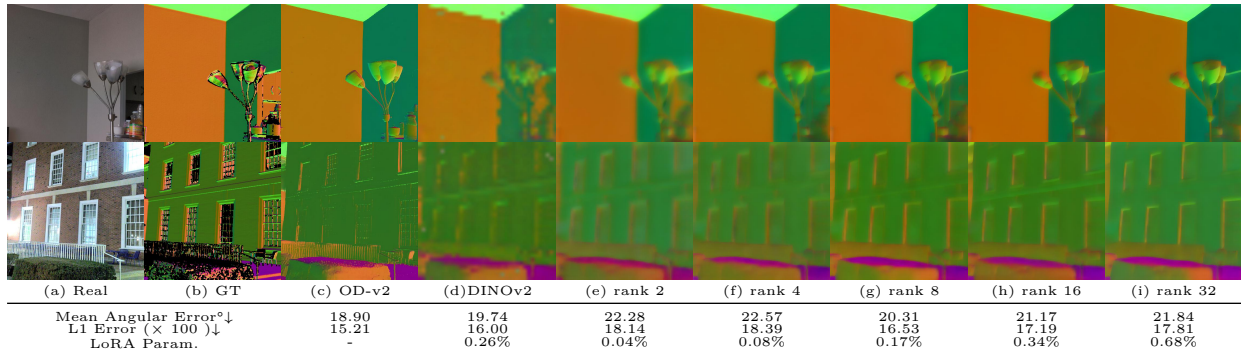 (a) Real (b) GT (c) OD-v2 (d)DINOv2 (e) rank 2 (f) rank 4 (g) rank 8 (h) rank 16 (i) rank 32
Mean Angular Error°↓ 18.90 19.74 22.28 22.57 20.31 21.17 21.84
L1 Error (× 100 )↓ 15.21 16.00 18.14 18.39 16.53 17.19 17.81
LoRA Param. - 0.26% 0.04% 0.08% 0.17% 0.34% 0.68%